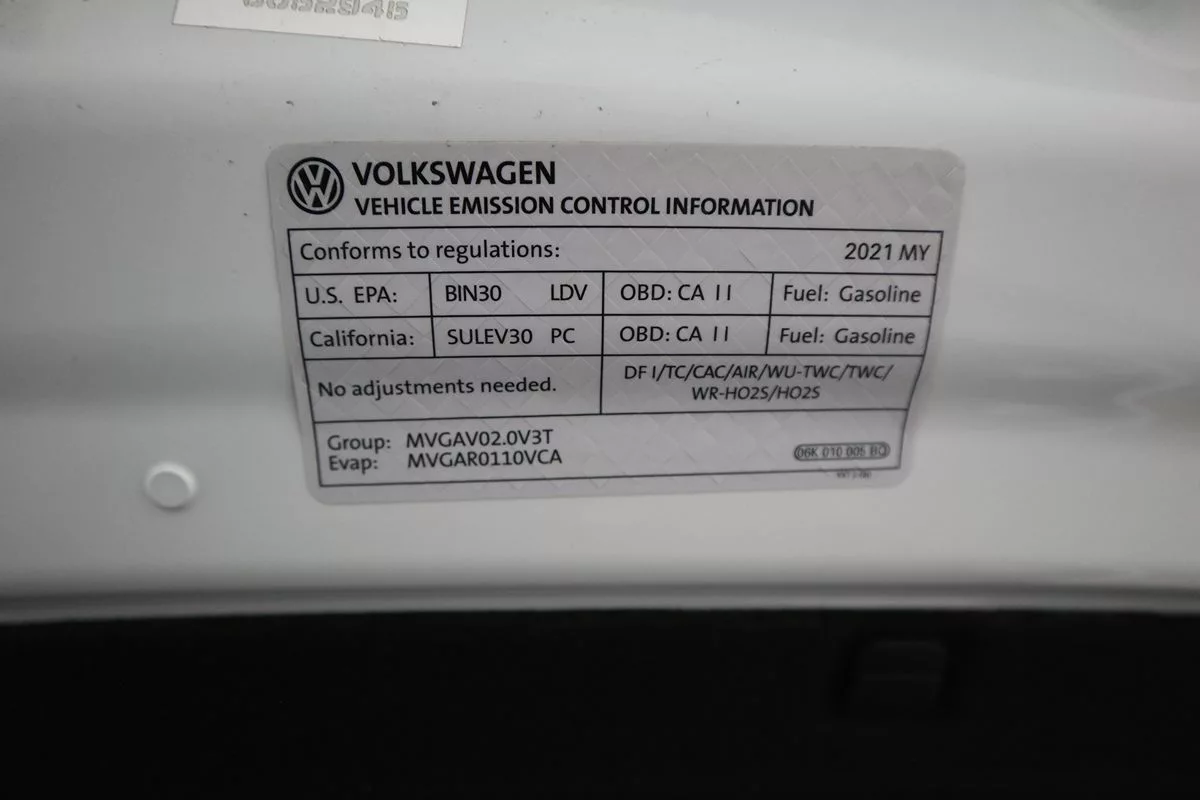 VOLKSWAGEN
VEHICLE EMISSION CONTROL INFORMATION
Conforms to regulations: 2021 MY
U.S. EPA: BIN30 LDV OBD: CA II Fuel: Gasoline
California: SULEV30 PC OBD: CA II Fuel: Gasoline
No adjustments needed. DFI/TC/CAC/AIR/WU-TWC/TWC/
WR-HO2S/HO2S
Group: MVGAV02.0V3T
Evap: MVGAR0110VCA
06K 010 005 BQ